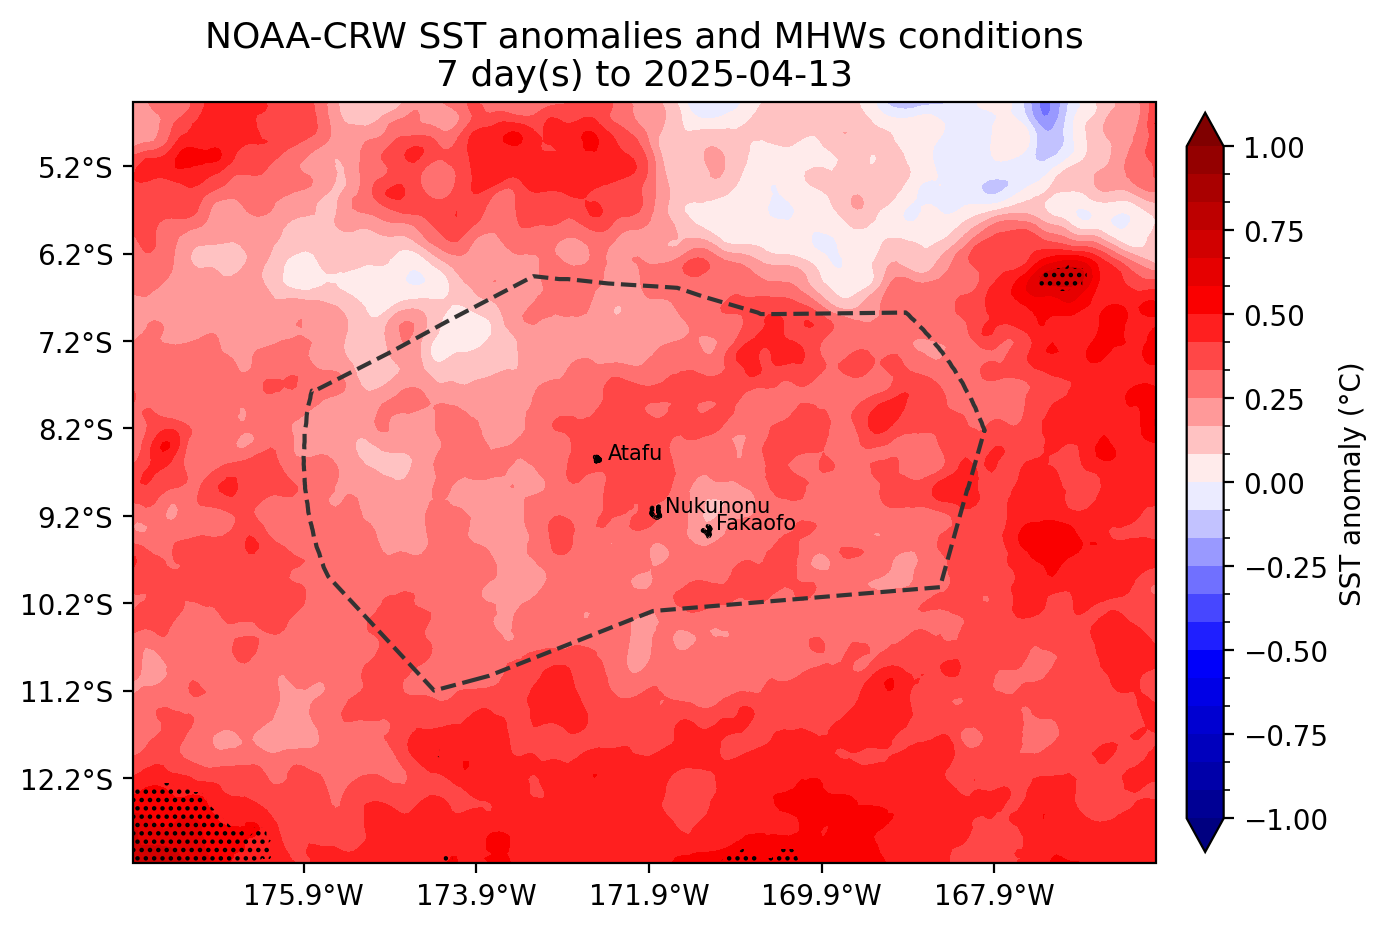 NOAA-CRW SST anomalies and MHWs conditions
7 day(s) to 2025-04-13
5.2°S
6.2°S
7.2°S
8.2°S
9.2°S
10.2°S
11.2°S
12.2°S
175.9°W
173.9°W
171.9°W
169.9°W
167.9°W
Atafu
Nukunonu
Fakaofo
1.00
0.75
0.50
0.25
0.00
−0.25
−0.50
−0.75
−1.00
SST anomaly (°C)